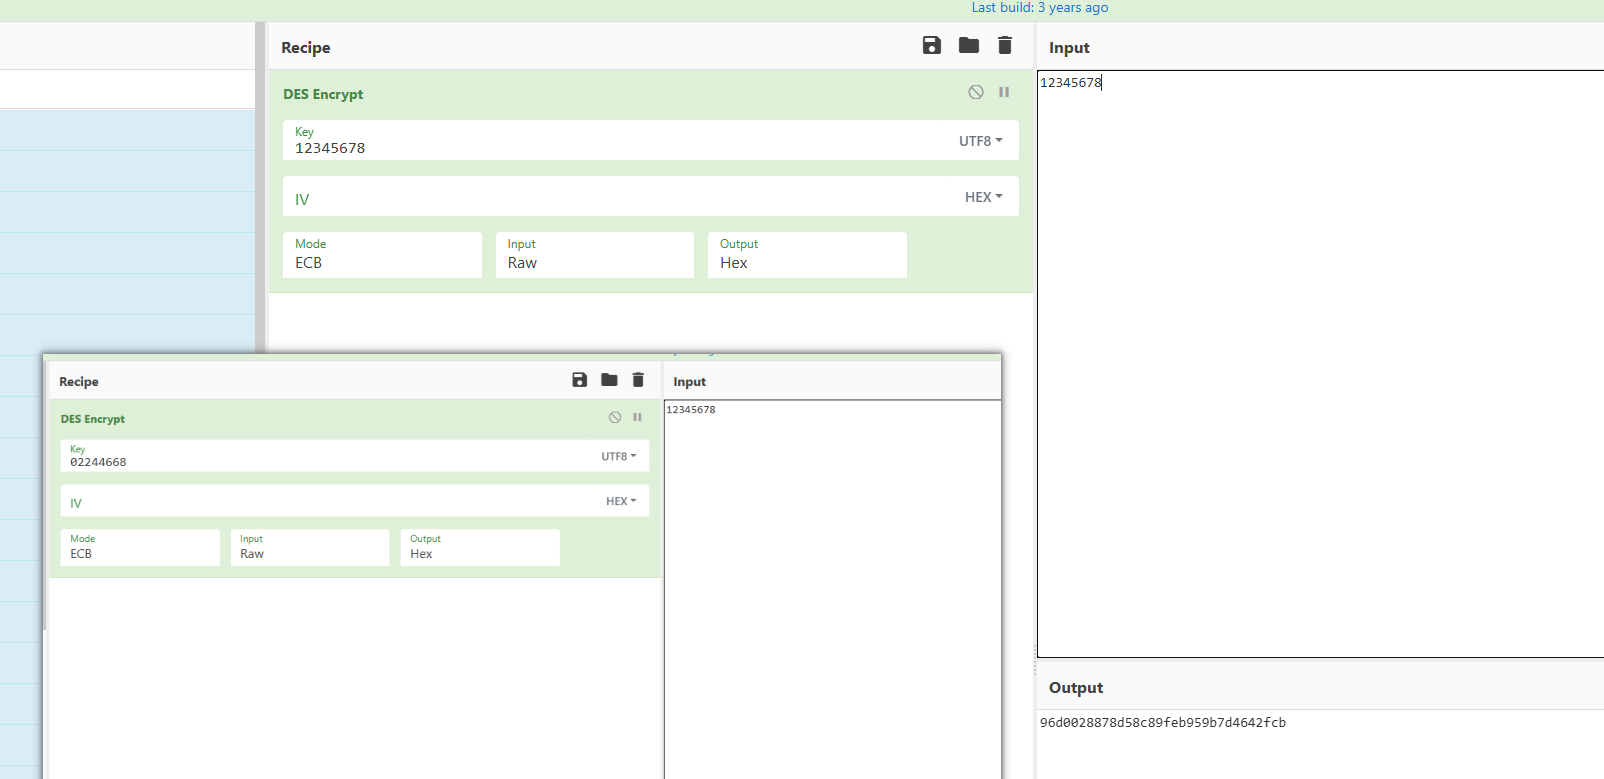 Last build: 3 years ago
Recipe
Input
DES Encrypt
12345678
Key
12345678
UTF8
IV
HEX
Mode
Input
Output
ECB
Raw
Hex
Recipe
Input
DES Encrypt
12345678
Key
02244668
UTF8
IV
HEX
Mode
Input
Output
ECB
Raw
Hex
Output
96d0028878d58c89feb959b7d4642fcb